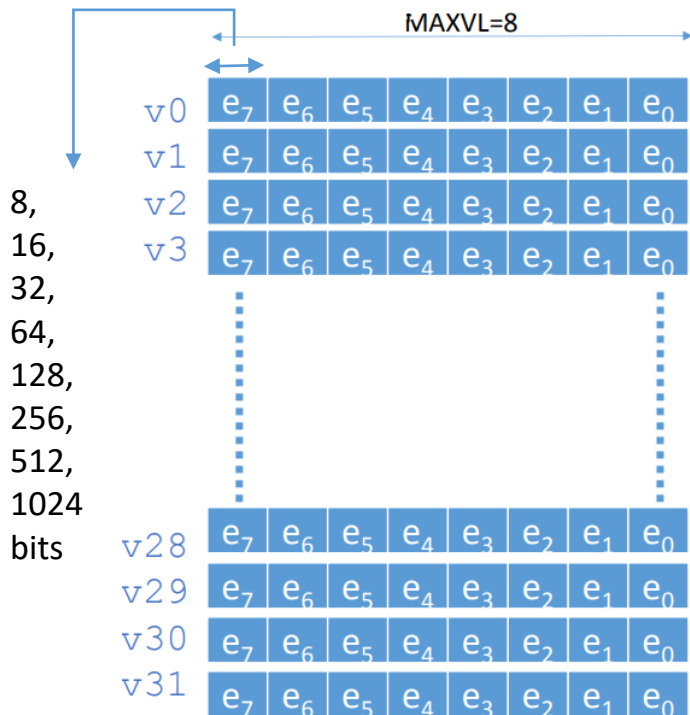 MAXVL=8
v0 e₇ e₆ e₅ e₄ e₃ e₂ e₁ e₀
v1 e₇ e₆ e₅ e₄ e₃ e₂ e₁ e₀
v2 e₇ e₆ e₅ e₄ e₃ e₂ e₁ e₀
v3 e₇ e₆ e₅ e₄ e₃ e₂ e₁ e₀
8,
16,
32,
64,
128,
256,
512,
1024
bits
v28 e₇ e₆ e₅ e₄ e₃ e₂ e₁ e₀
v29 e₇ e₆ e₅ e₄ e₃ e₂ e₁ e₀
v30 e₇ e₆ e₅ e₄ e₃ e₂ e₁ e₀
v31 e₇ e₆ e₅ e₄ e₃ e₂ e₁ e₀